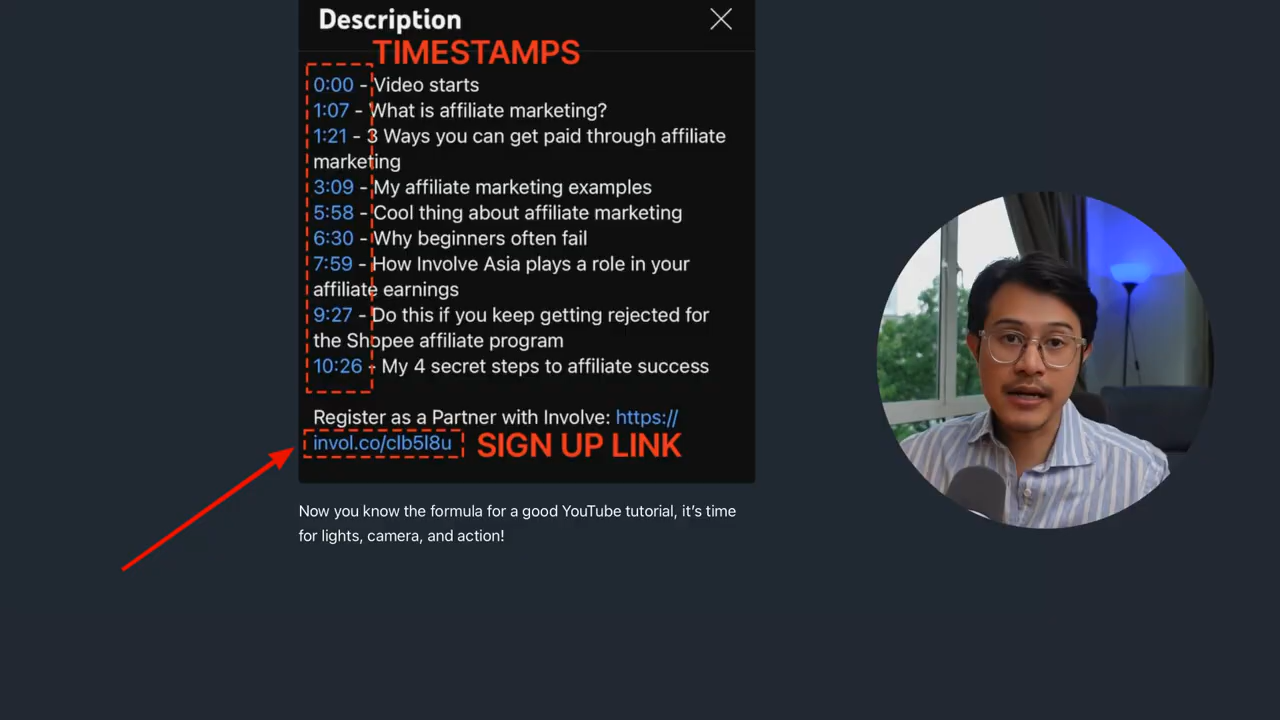 Description
TIMESTAMPS
0:00 - Video starts
1:07 - What is affiliate marketing?
1:21 - 3 Ways you can get paid through affiliate
marketing
3:09 - My affiliate marketing examples
5:58 - Cool thing about affiliate marketing
6:30 - Why beginners often fail
7:59 - How Involve Asia plays a role in your
affiliate earnings
9:27 - Do this if you keep getting rejected for
the Shopee affiliate program
10:26 - My 4 secret steps to affiliate success
Register as a Partner with Involve: https://
invol.co/clb5l8u SIGN UP LINK
Now you know the formula for a good YouTube tutorial, it’s time
for lights, camera, and action!